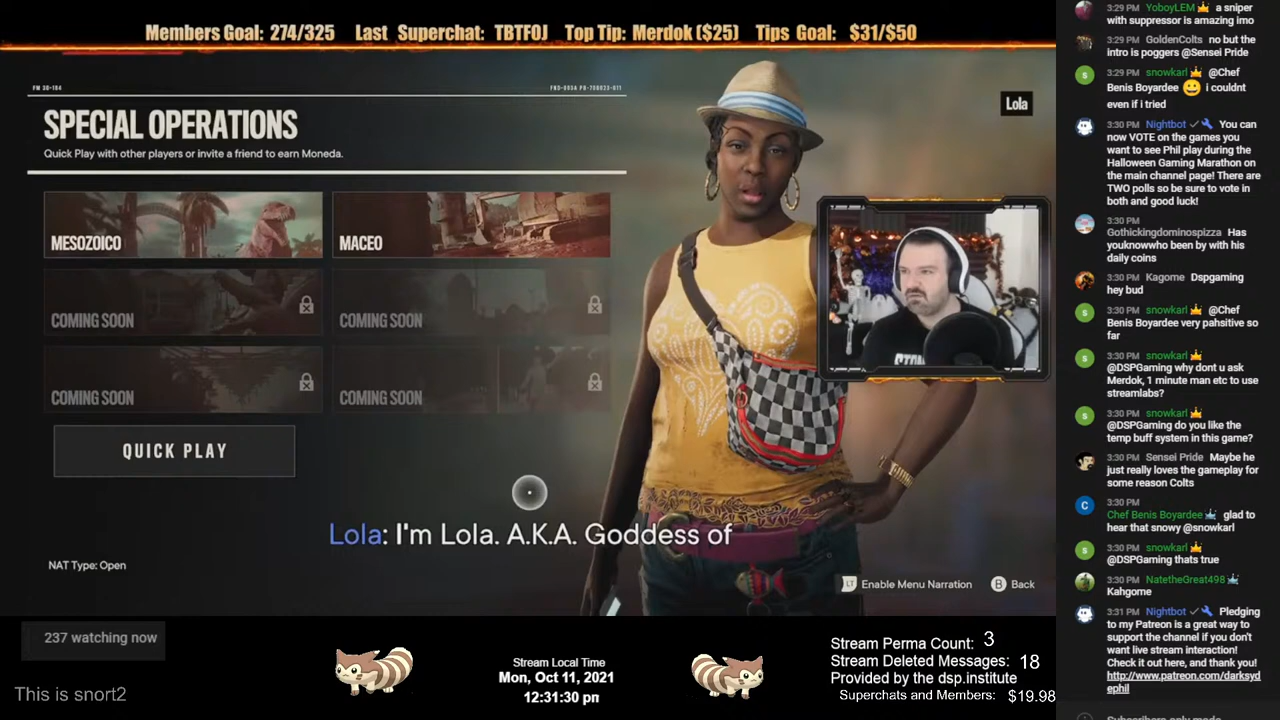 Members Goal: 274/325 Last Superchat: TBTFOJ Top Tip: Merdok ($25) Tips Goal: $31/$50
SPECIAL OPERATIONS
Quick Play with other players or invite a friend to earn Moneda.
Lola
MESOZOICO
MACEO
COMING SOON
COMING SOON
COMING SOON
COMING SOON
QUICK PLAY
Lola: I'm Lola. A.K.A. Goddess of
NAT Type: Open
LT Enable Menu Narration B Back
237 watching now
This is snort2
Stream Local Time
Mon, Oct 11, 2021
12:31:30 pm
Stream Perma Count: 3
Stream Deleted Messages: 18
Provided by the dsp.institute
Superchats and Members: $19.98
3:29 PM YoboyLEM a sniper
with suppressor is amazing imo
3:29 PM GoldenColts no but the
intro is poggers @Sensei Pride
3:29 PM snowkarl @Chef
Benis Boyardee 😀 i couldnt
even if i tried
3:30 PM Nightbot You can
now VOTE on the games you
want to see Phil play during the
Halloween Gaming Marathon on
the main channel page! There are
TWO polls so be sure to vote in
both and good luck!
3:30 PM
Gothickingdominospizza Has
youknowwho been by with his
daily coins
3:30 PM Kagome Dspgaming
hey bud
3:30 PM snowkarl @Chef
Benis Boyardee very pahsitive so
far
3:30 PM snowkarl
@DSPGaming why dont u ask
Merdok, 1 minute man etc to use
streamlabs?
3:30 PM snowkarl
@DSPGaming do you like the
temp buff system in this game?
3:30 PM Sensei Pride Maybe he
just really loves the gameplay for
some reason Colts
3:30 PM
Chef Benis Boyardee glad to
hear that snowy @snowkarl
3:30 PM snowkarl
@DSPGaming thats true
3:30 PM NatetheGreat498
Kahgome
3:31 PM Nightbot Pledging
to my Patreon is a great way to
support the channel if you don't
want live stream interaction!
Check it out here, and thank you!
http://www.patreon.com/darksyd
ephil